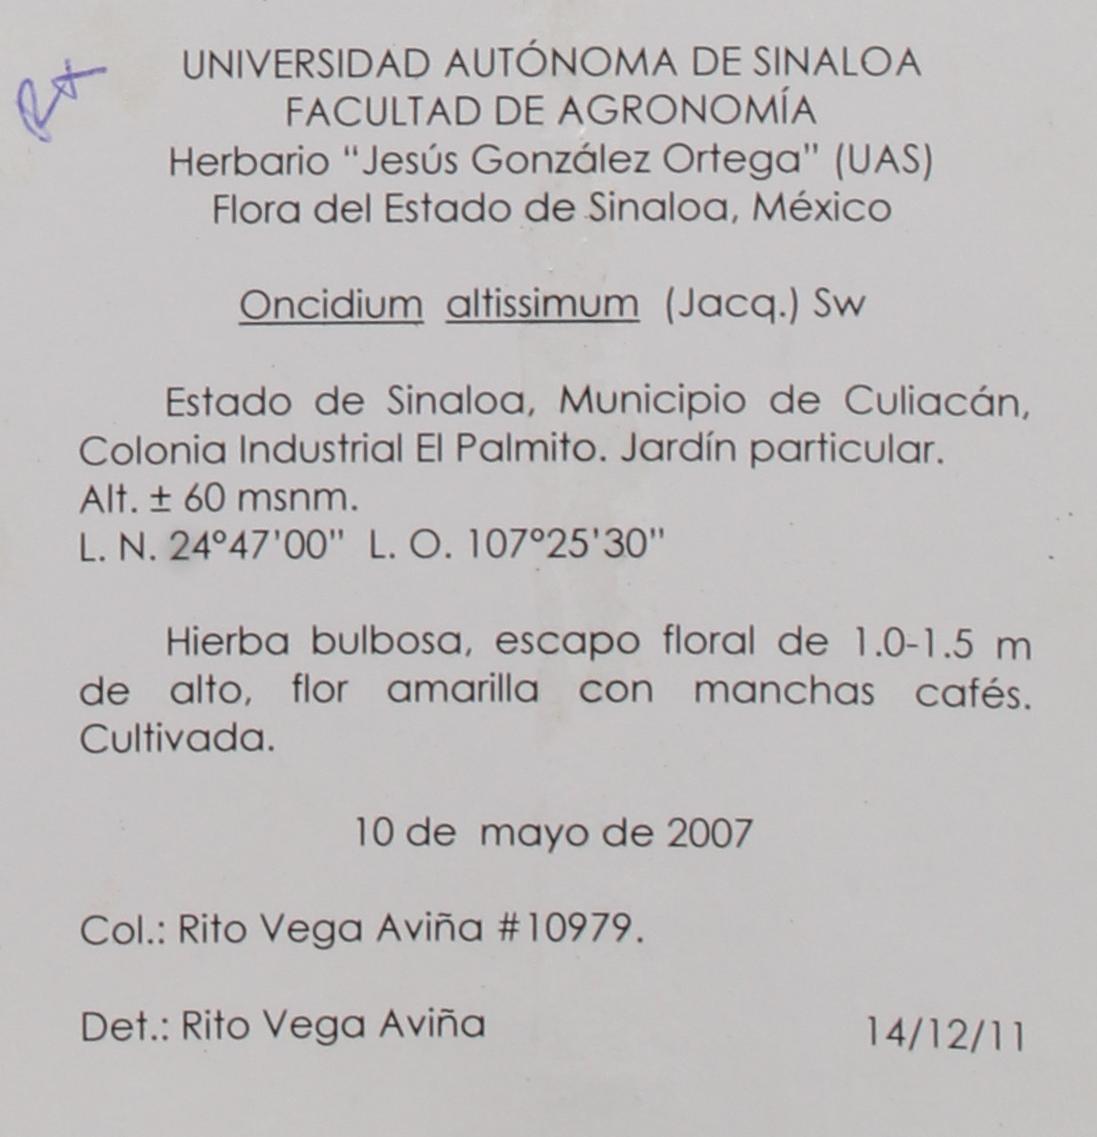 UNIVERSIDAD AUTÓNOMA DE SINALOA
FACULTAD DE AGRONOMÍA
Herbario "Jesús González Ortega" (UAS)
Flora del Estado de Sinaloa, México
Oncidium altissimum (Jacq.) Sw
Estado de Sinaloa, Municipio de Culiacán,
Colonia Industrial El Palmito. Jardín particular.
Alt. ± 60 msnm.
L. N. 24°47'00" L. O. 107°25'30"
Hierba bulbosa, escapo floral de 1.0-1.5 m
de alto, flor amarilla con manchas cafés.
Cultivada.
10 de mayo de 2007
Col.: Rito Vega Aviña #10979.
Det.: Rito Vega Aviña 14/12/11